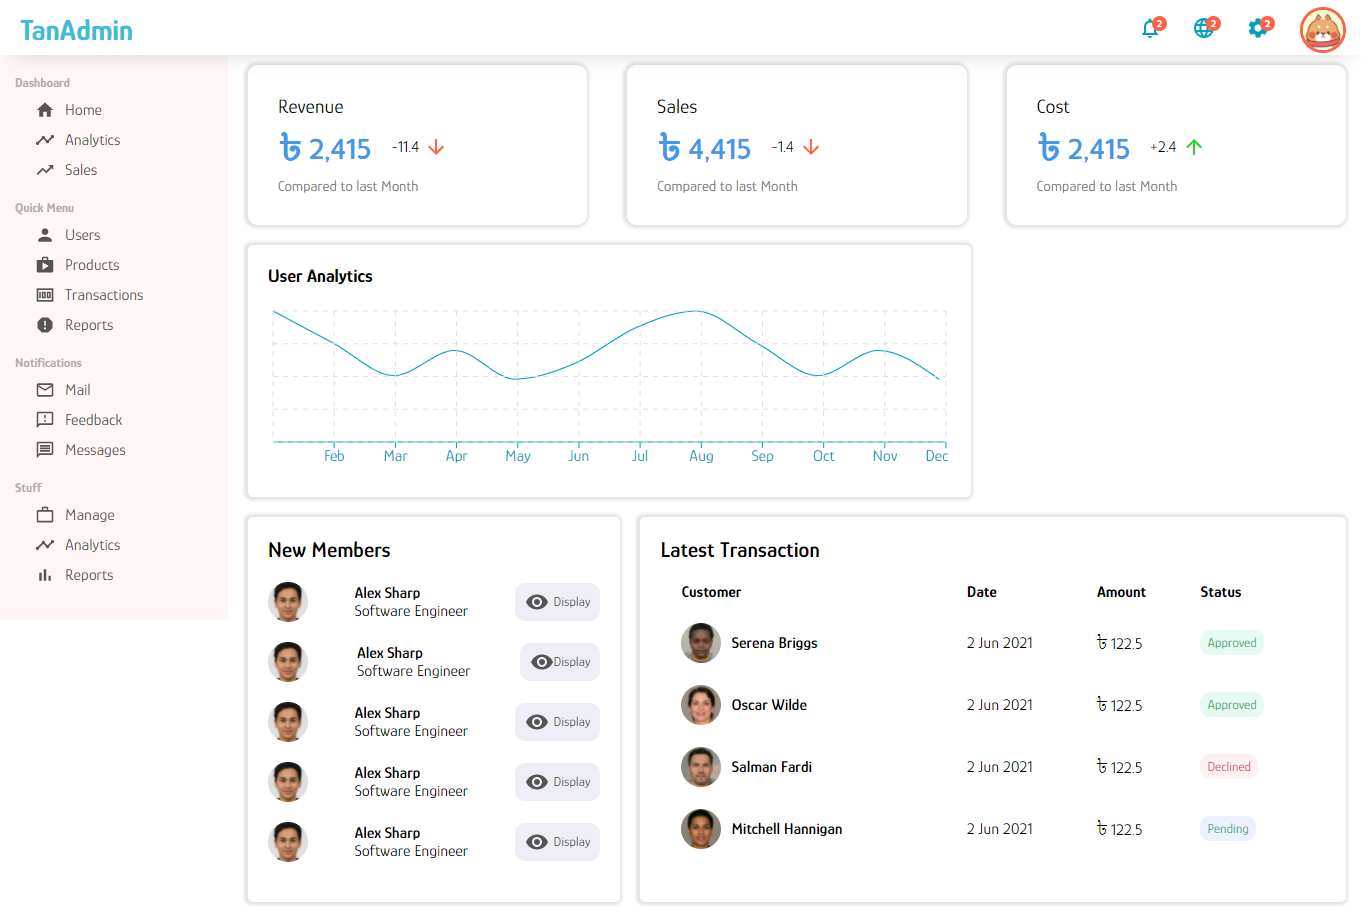 TanAdmin
2
2
2
Dashboard
Home
Analytics
Sales
Quick Menu
Users
Products
Transactions
Reports
Notifications
Mail
Feedback
Messages
Stuff
Manage
Analytics
Reports
Revenue
৳ 2,415 -11.4
Compared to last Month
Sales
৳ 4,415 -1.4
Compared to last Month
Cost
৳ 2,415 +2.4
Compared to last Month
User Analytics
Feb Mar Apr May Jun Jul Aug Sep Oct Nov Dec
New Members
Alex Sharp
Software Engineer
Display
Alex Sharp
Software Engineer
Display
Alex Sharp
Software Engineer
Display
Alex Sharp
Software Engineer
Display
Alex Sharp
Software Engineer
Display
Latest Transaction
Customer Date Amount Status
Serena Briggs 2 Jun 2021 ৳ 122.5 Approved
Oscar Wilde 2 Jun 2021 ৳ 122.5 Approved
Salman Fardi 2 Jun 2021 ৳ 122.5 Declined
Mitchell Hannigan 2 Jun 2021 ৳ 122.5 Pending